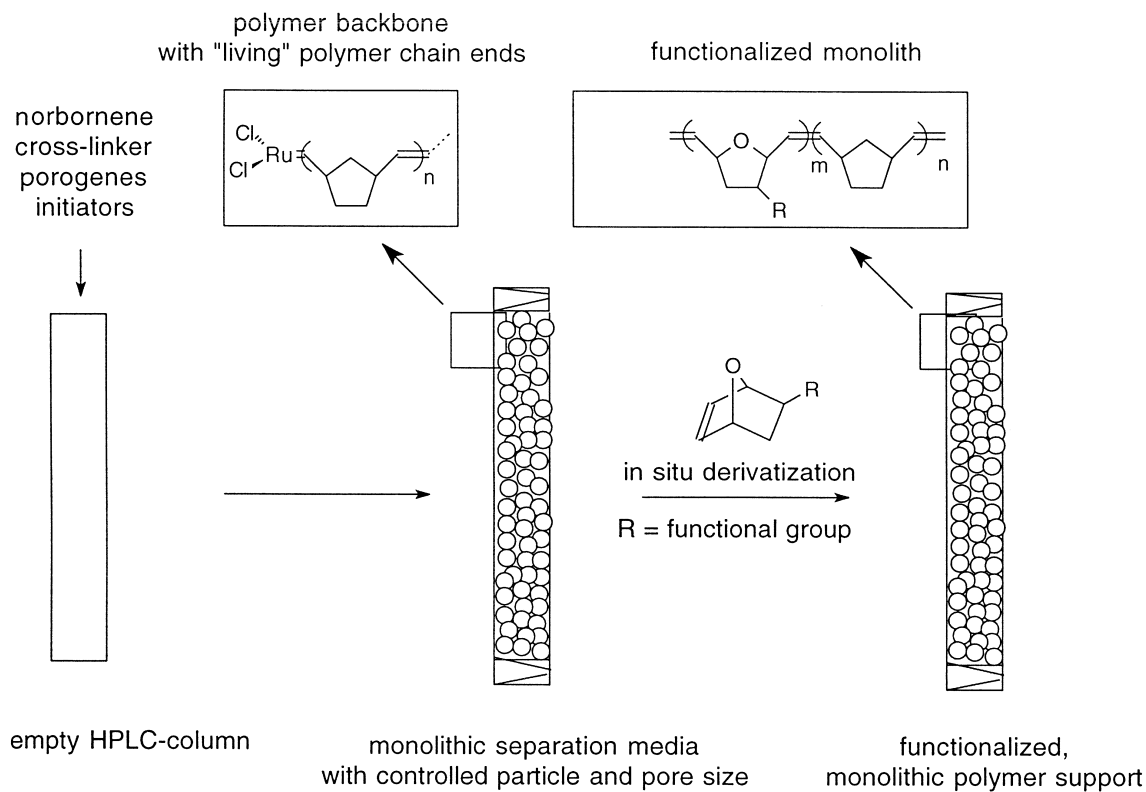 polymer backbone
with "living" polymer chain ends
functionalized monolith
norbornene
cross-linker
porogenes
initiators
Cl
Cl
Ru
n
O
R
m
n
O
R
in situ derivatization
R = functional group
empty HPLC-column
monolithic separation media
with controlled particle and pore size
functionalized,
monolithic polymer support